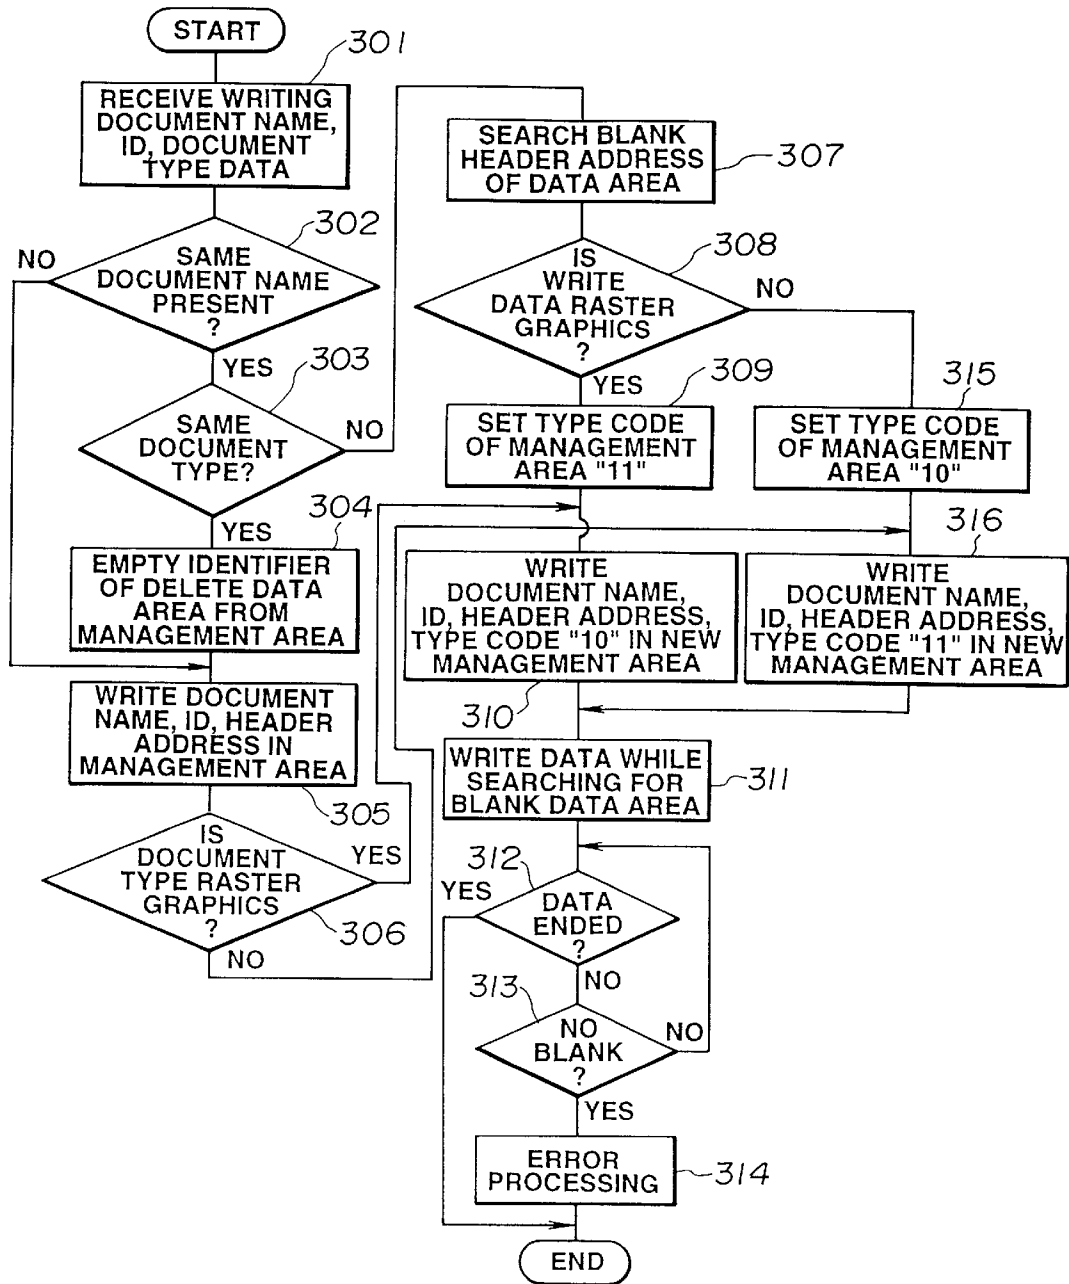 START
301
RECEIVE WRITING
DOCUMENT NAME,
ID, DOCUMENT
TYPE DATA
302
NO
SAME
DOCUMENT NAME
PRESENT
?
YES
303
SAME
DOCUMENT
TYPE?
NO
YES
304
EMPTY IDENTIFIER
OF DELETE DATA
AREA FROM
MANAGEMENT AREA
WRITE DOCUMENT
NAME, ID, HEADER
ADDRESS IN
MANAGEMENT AREA
305
IS
DOCUMENT
TYPE RASTER
GRAPHICS
?
YES
306
NO
SEARCH BLANK
HEADER ADDRESS
OF DATA AREA
307
308
IS
WRITE
DATA RASTER
GRAPHICS
?
NO
YES
309
SET TYPE CODE
OF MANAGEMENT
AREA "11"
315
SET TYPE CODE
OF MANAGEMENT
AREA "10"
316
WRITE
DOCUMENT NAME,
ID, HEADER ADDRESS,
TYPE CODE "10" IN NEW
MANAGEMENT AREA
WRITE
DOCUMENT NAME,
ID, HEADER ADDRESS,
TYPE CODE "11" IN NEW
MANAGEMENT AREA
310
WRITE DATA WHILE
SEARCHING FOR
BLANK DATA AREA
311
312
YES
DATA
ENDED
?
NO
313
NO
BLANK
?
NO
YES
ERROR
PROCESSING
314
END